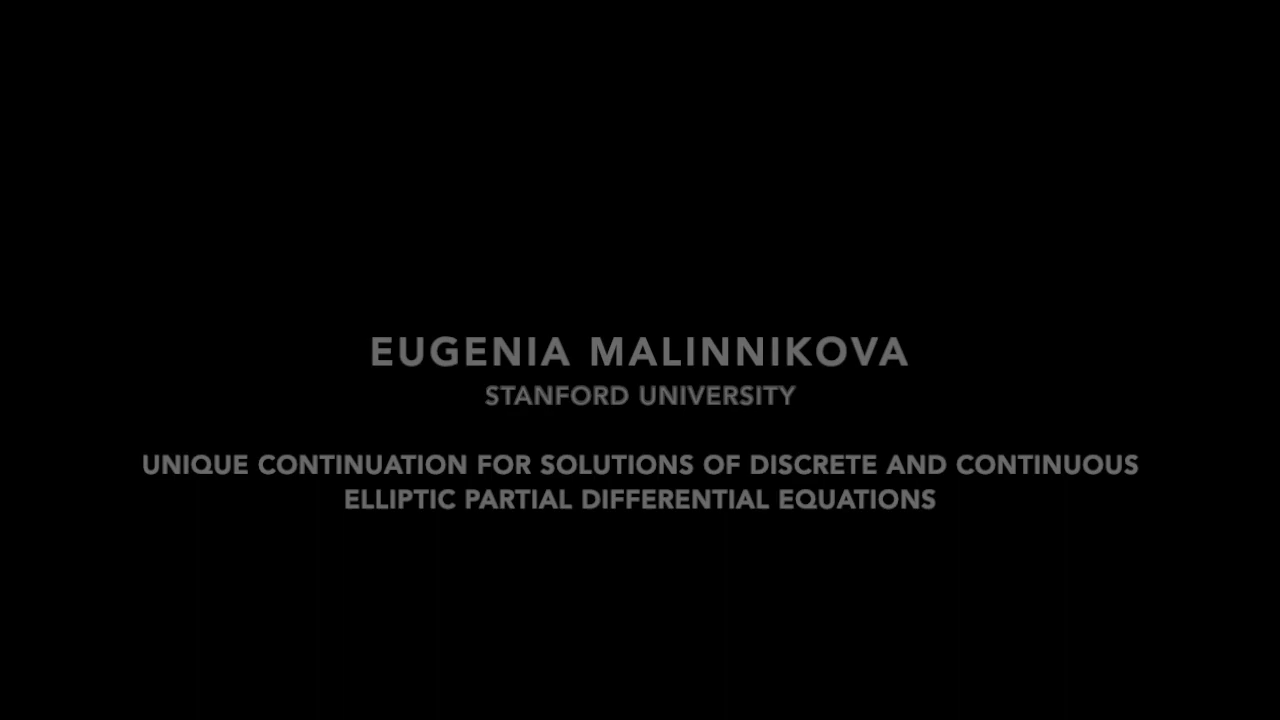 EUGENIA MALINNIKOVA
STANFORD UNIVERSITY
UNIQUE CONTINUATION FOR SOLUTIONS OF DISCRETE AND CONTINUOUS
ELLIPTIC PARTIAL DIFFERENTIAL EQUATIONS